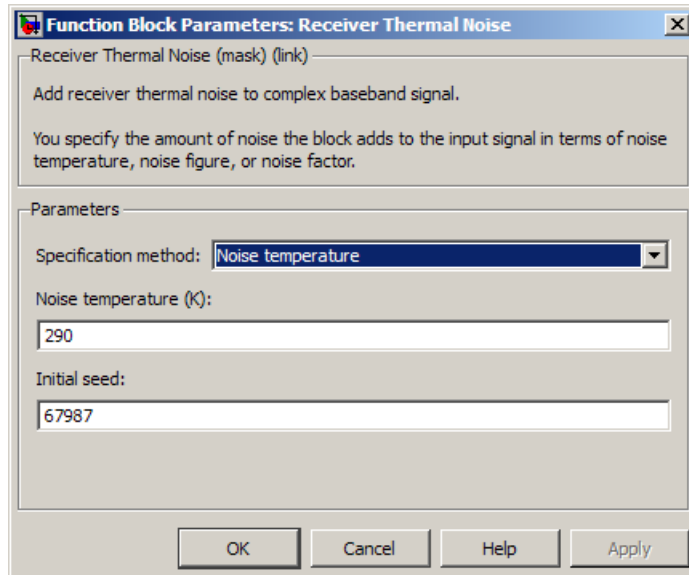 Function Block Parameters: Receiver Thermal Noise
Receiver Thermal Noise (mask) (link)
Add receiver thermal noise to complex baseband signal.
You specify the amount of noise the block adds to the input signal in terms of noise
temperature, noise figure, or noise factor.
Parameters
Specification method: Noise temperature
Noise temperature (K):
290
Initial seed:
67987
OK Cancel Help Apply